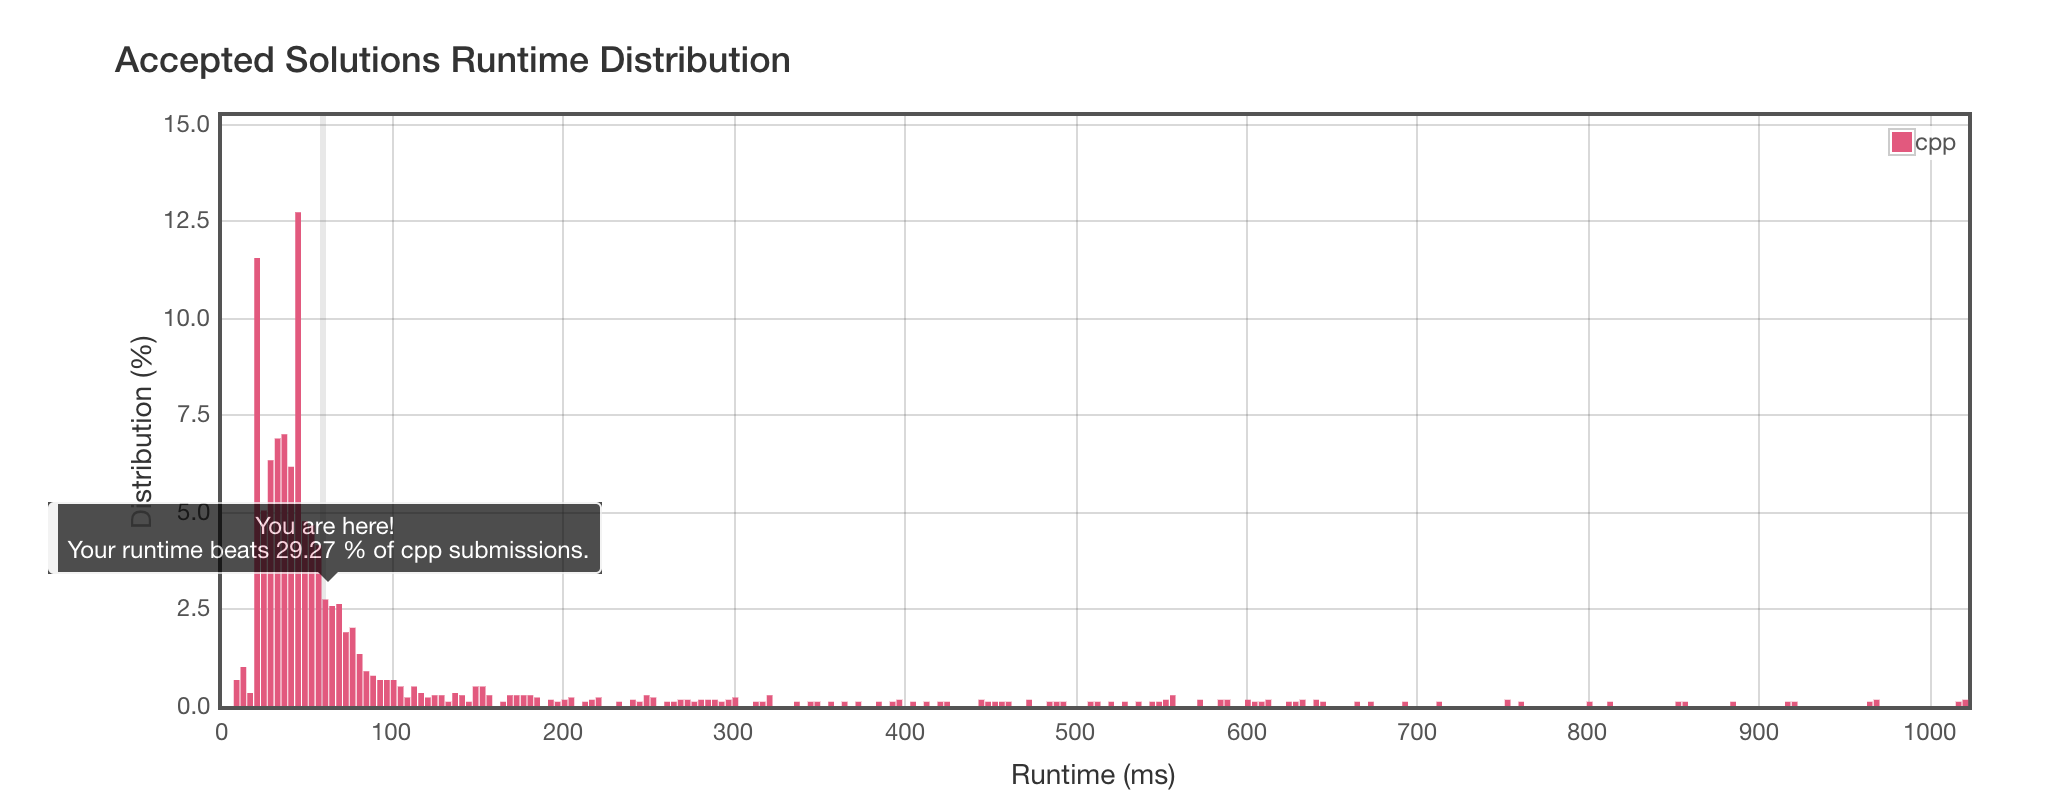 Accepted Solutions Runtime Distribution
cpp
15.0
12.5
10.0
7.5
5.0
2.5
0.0
Distribution (%)
You are here!
Your runtime beats 29.27 % of cpp submissions.
0 100 200 300 400 500 600 700 800 900 1000
Runtime (ms)